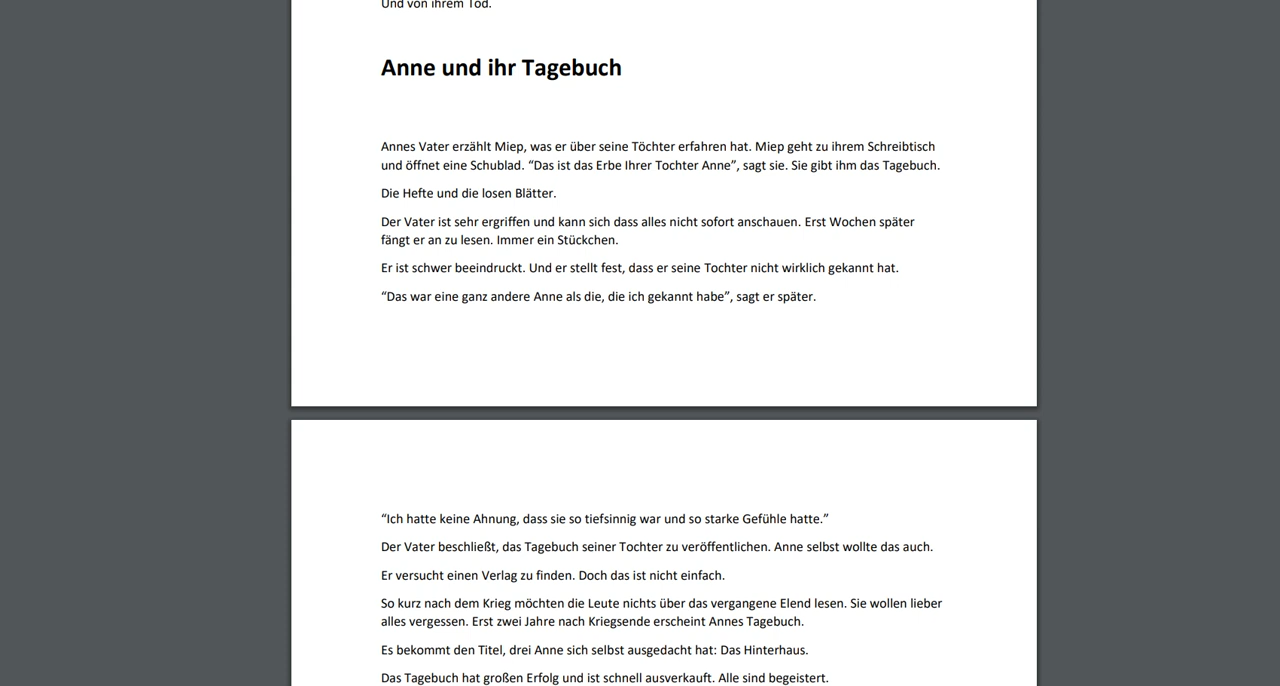 Und von ihrem Tod.
Anne und ihr Tagebuch
Annes Vater erzählt Miep, was er über seine Töchter erfahren hat. Miep geht zu ihrem Schreibtisch
und öffnet eine Schublad. “Das ist das Erbe Ihrer Tochter Anne”, sagt sie. Sie gibt ihm das Tagebuch.
Die Hefte und die losen Blätter.
Der Vater ist sehr ergriffen und kann sich dass alles nicht sofort anschauen. Erst Wochen später
fängt er an zu lesen. Immer ein Stückchen.
Er ist schwer beeindruckt. Und er stellt fest, dass er seine Tochter nicht wirklich gekannt hat.
“Das war eine ganz andere Anne als die, die ich gekannt habe”, sagt er später.
“Ich hatte keine Ahnung, dass sie so tiefsinnig war und so starke Gefühle hatte.”
Der Vater beschließt, das Tagebuch seiner Tochter zu veröffentlichen. Anne selbst wollte das auch.
Er versucht einen Verlag zu finden. Doch das ist nicht einfach.
So kurz nach dem Krieg möchten die Leute nichts über das vergangene Elend lesen. Sie wollen lieber
alles vergessen. Erst zwei Jahre nach Kriegsende erscheint Annes Tagebuch.
Es bekommt den Titel, drei Anne sich selbst ausgedacht hat: Das Hinterhaus.
Das Tagebuch hat großen Erfolg und ist schnell ausverkauft. Alle sind begeistert.